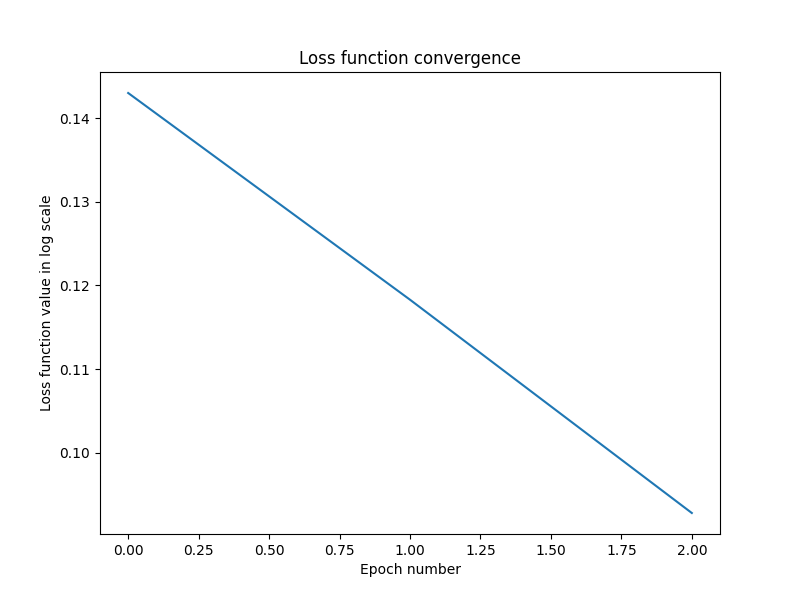 Loss function convergence
0.14
0.13
0.12
0.11
0.10
Loss function value in log scale
0.00 0.25 0.50 0.75 1.00 1.25 1.50 1.75 2.00
Epoch number